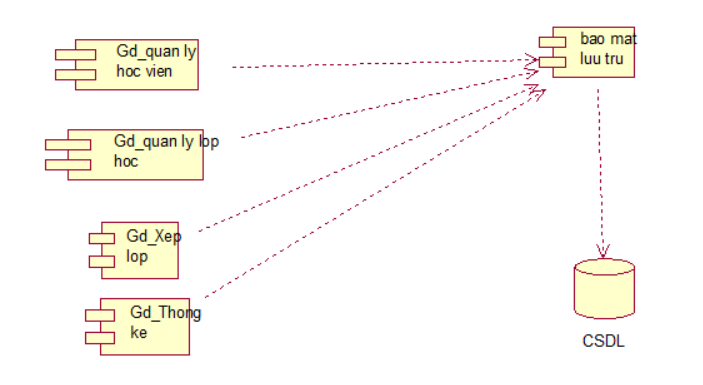 Gd_quan ly
hoc vien
bao mat
luu tru
Gd_quan ly lop
hoc
Gd_Xep
lop
Gd_Thong
ke
CSDL